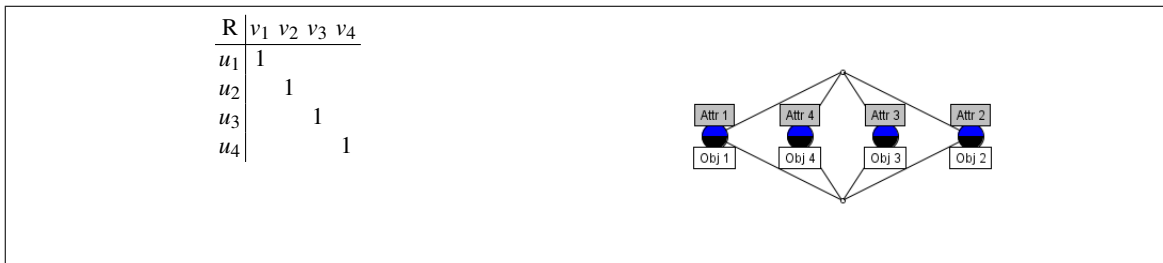 R v₁ v₂ v₃ v₄
u₁ 1
u₂ 1
u₃ 1
u₄ 1
Attr 1 Attr 4 Attr 3 Attr 2
Obj 1 Obj 4 Obj 3 Obj 2